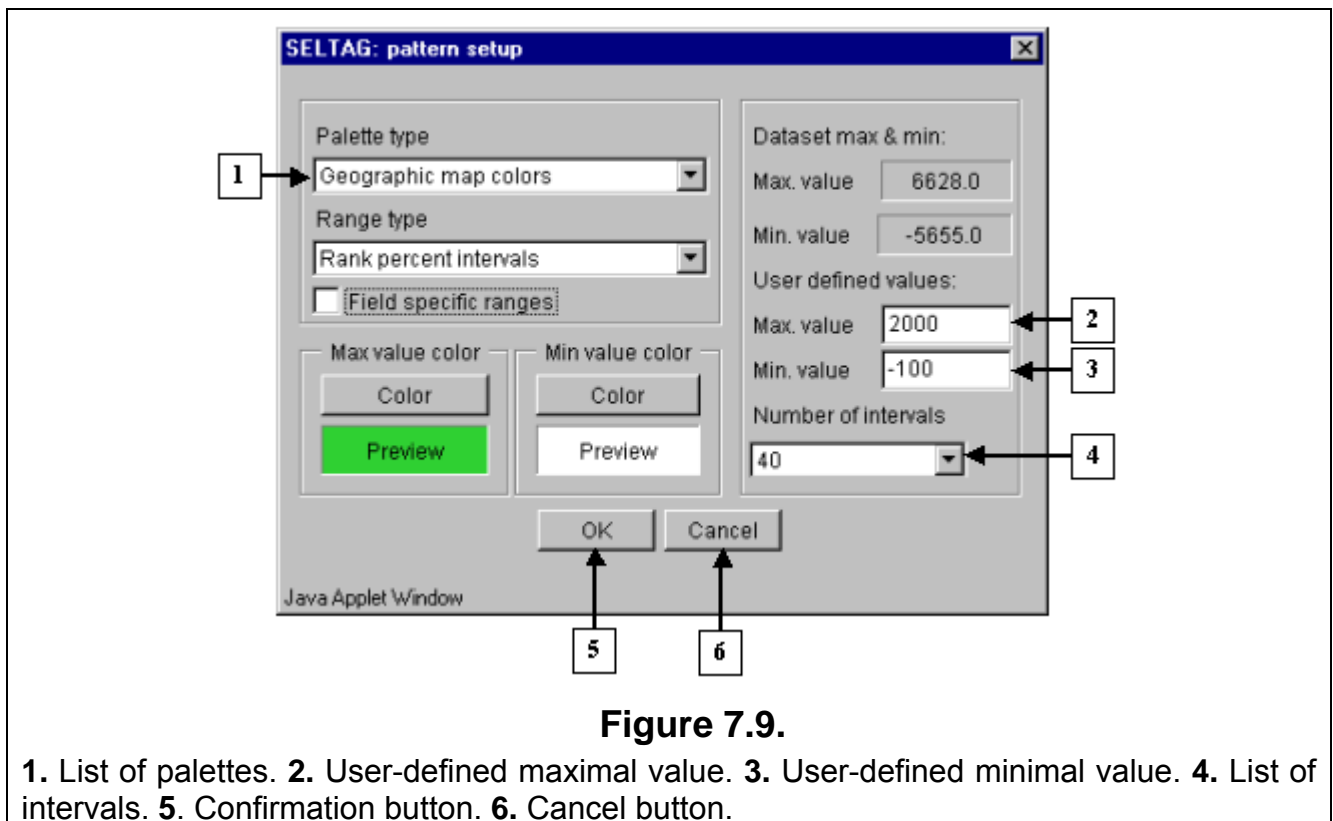 SELTAG: pattern setup
Palette type
1
Geographic map colors
Range type
Rank percent intervals
Field specific ranges
Max value color
Color
Preview
Min value color
Color
Preview
Dataset max & min:
Max. value 6628.0
Min. value -5655.0
User defined values:
Max. value 2000
2
Min. value -100
3
Number of intervals
40
4
OK
Cancel
Java Applet Window
5
6
Figure 7.9.
1. List of palettes. 2. User-defined maximal value. 3. User-defined minimal value. 4. List of
intervals. 5. Confirmation button. 6. Cancel button.